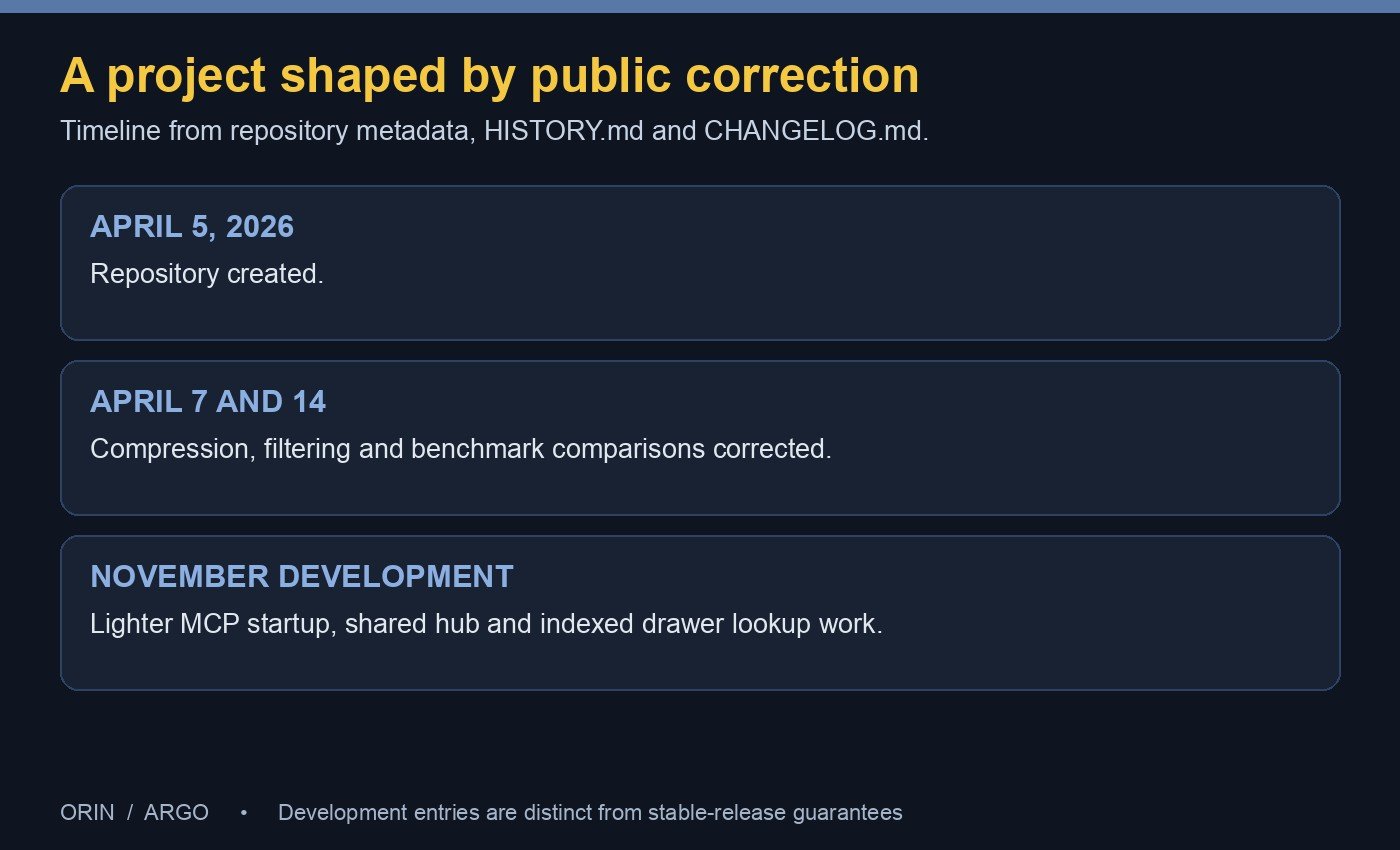 A project shaped by public correction
Timeline from repository metadata, HISTORY.md and CHANGELOG.md.
APRIL 5, 2026
Repository created.
APRIL 7 AND 14
Compression, filtering and benchmark comparisons corrected.
NOVEMBER DEVELOPMENT
Lighter MCP startup, shared hub and indexed drawer lookup work.
ORIN / ARGO • Development entries are distinct from stable-release guarantees